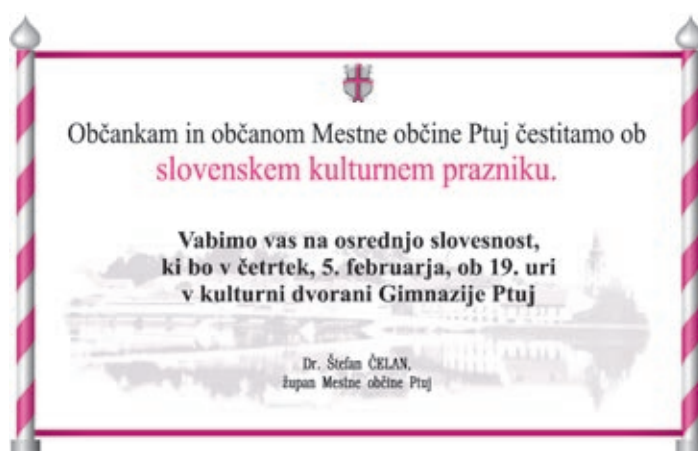 Občankam in občanom Mestne občine Ptuj čestitamo ob
slovenskem kulturnem prazniku.
Vabimo vas na osrednjo slovesnost,
ki bo v četrtek, 5. februarja, ob 19. uri
v kulturni dvorani Gimnazije Ptuj
Dr. Štefan ČELAN,
župan Mestne občine Ptuj